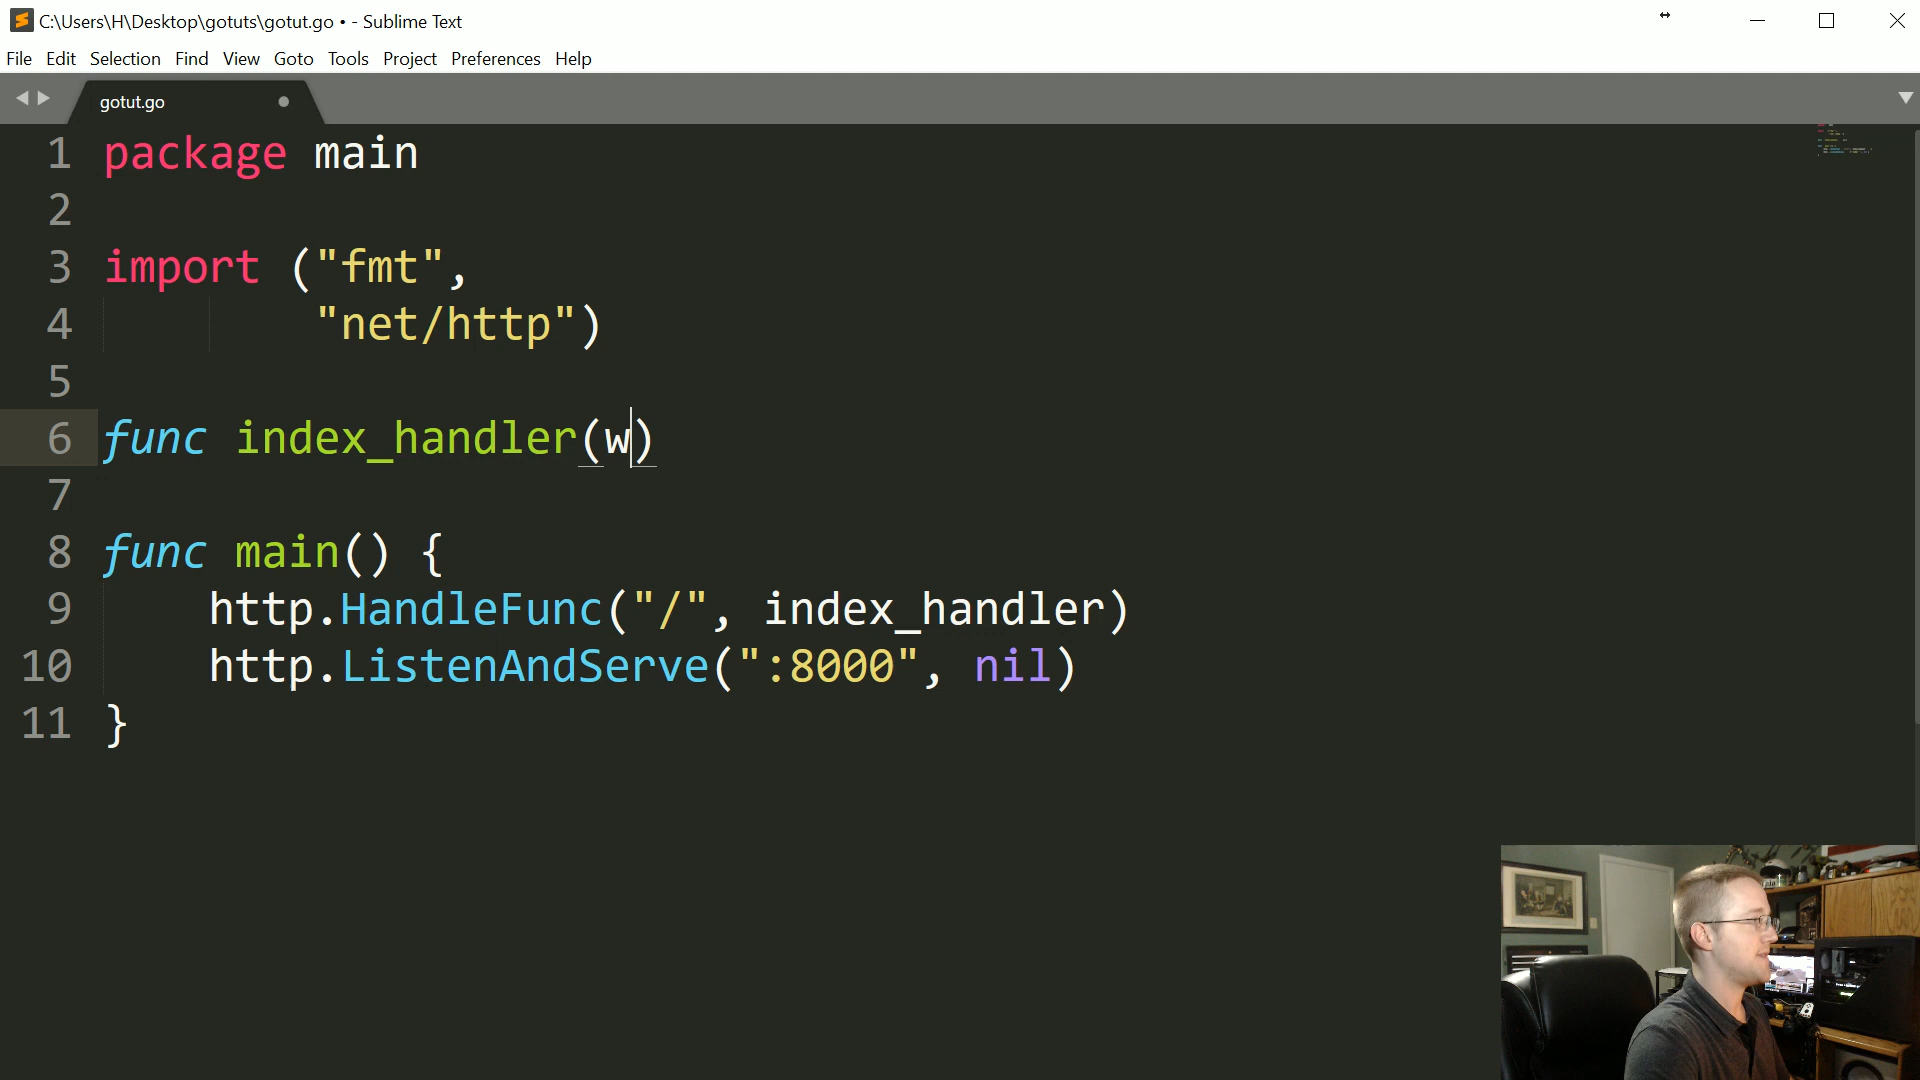 C:\Users\H\Desktop\gotuts\gotut.go • - Sublime Text
File Edit Selection Find View Goto Tools Project Preferences Help
gotut.go
1 package main
2
3 import ("fmt",
4 "net/http")
5
6 func index_handler(w)
7
8 func main() {
9 http.HandleFunc("/", index_handler)
10 http.ListenAndServe(":8000", nil)
11 }